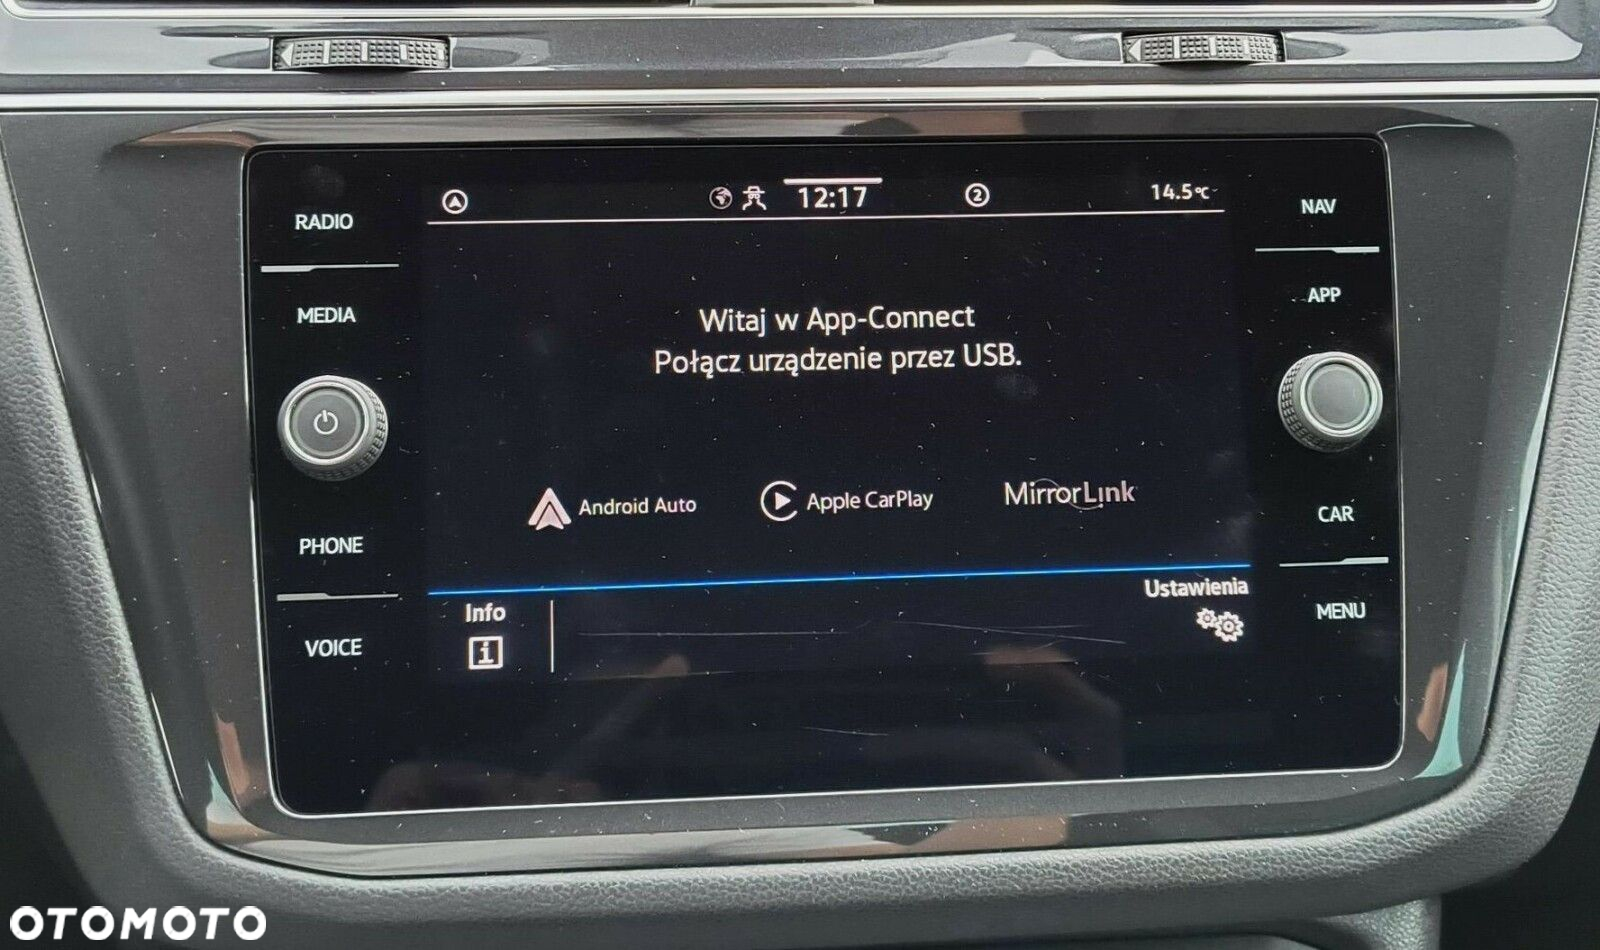 RADIO
MEDIA
PHONE
VOICE
12:17
2
14.5°C
Witaj w App-Connect
Połącz urządzenie przez USB.
Android Auto
Apple CarPlay
MirrorLink
Info
i
Ustawienia
NAV
APP
CAR
MENU
OTOMOTO